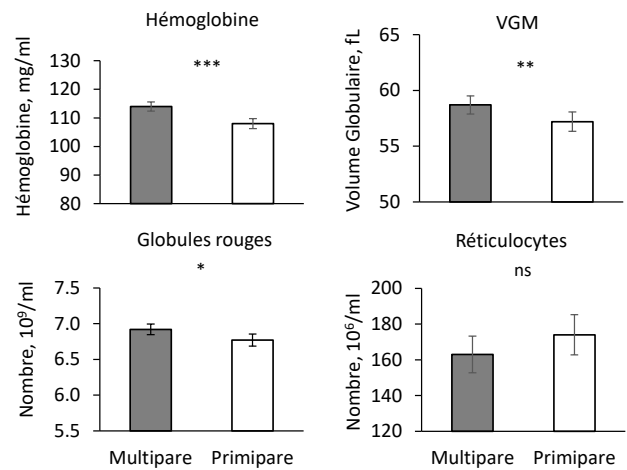 Hémoglobine
Hémoglobine, mg/ml
140
130
120
110
100
90
80
***
VGM
Volume Globulaire, fL
65
60
55
50
**
Globules rouges
Nombre, 10⁹/ml
7.5
7.0
6.5
6.0
5.5
*
Multipare Primipare
Réticulocytes
Nombre, 10⁶/ml
200
180
160
140
120
ns
Multipare Primipare